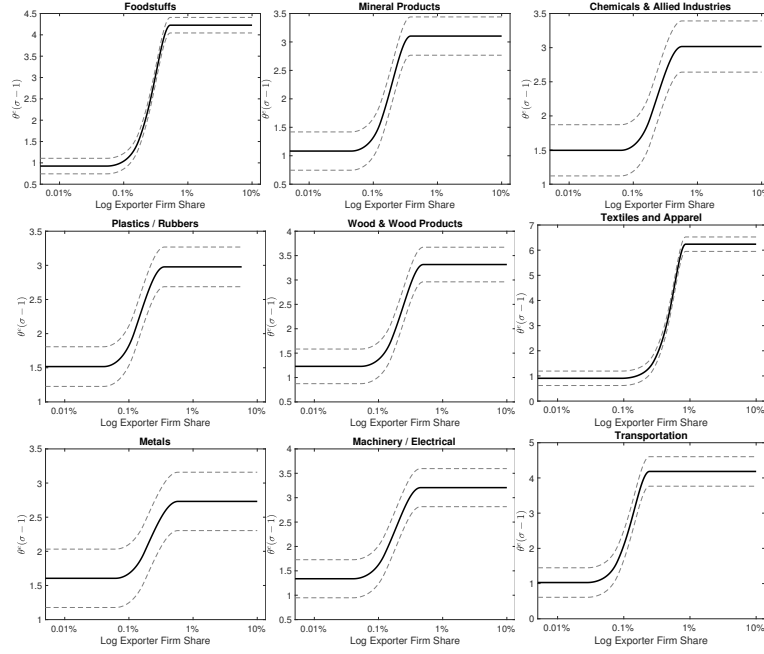 Foodstuffs
4.5
4
3.5
3
2.5
2
1.5
1
0.5
θ^ε(σ − 1)
0.01% 0.1% 1% 10%
Log Exporter Firm Share
Mineral Products
3.5
3
2.5
2
1.5
1
0.5
θ^ε(σ − 1)
0.01% 0.1% 1% 10%
Log Exporter Firm Share
Chemicals & Allied Industries
3.5
3
2.5
2
1.5
1
θ^ε(σ − 1)
0.01% 0.1% 1% 10%
Log Exporter Firm Share
Plastics / Rubbers
3.5
3
2.5
2
1.5
1
θ^ε(σ − 1)
0.01% 0.1% 1% 10%
Log Exporter Firm Share
Wood & Wood Products
4
3.5
3
2.5
2
1.5
1
0.5
θ^ε(σ − 1)
0.01% 0.1% 1% 10%
Log Exporter Firm Share
Textiles and Apparel
7
6
5
4
3
2
1
0
θ^ε(σ − 1)
0.01% 0.1% 1% 10%
Log Exporter Firm Share
Metals
3.5
3
2.5
2
1.5
1
θ^ε(σ − 1)
0.01% 0.1% 1% 10%
Log Exporter Firm Share
Machinery / Electrical
4
3.5
3
2.5
2
1.5
1
0.5
θ^ε(σ − 1)
0.01% 0.1% 1% 10%
Log Exporter Firm Share
Transportation
5
4
3
2
1
0
θ^ε(σ − 1)
0.01% 0.1% 1% 10%
Log Exporter Firm Share